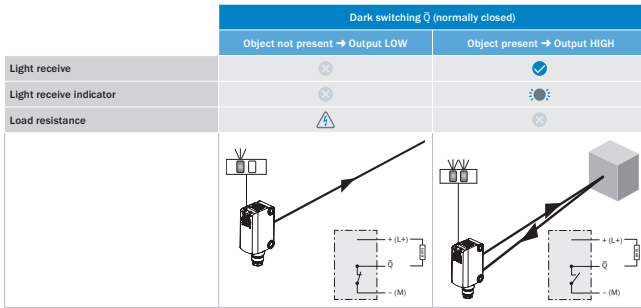 Dark switching Q̅ (normally closed)
Object not present ➔ Output LOW
Object present ➔ Output HIGH
Light receive
Light receive indicator
Load resistance
+ (L+)
Q̅
− (M)
+ (L+)
Q̅
− (M)